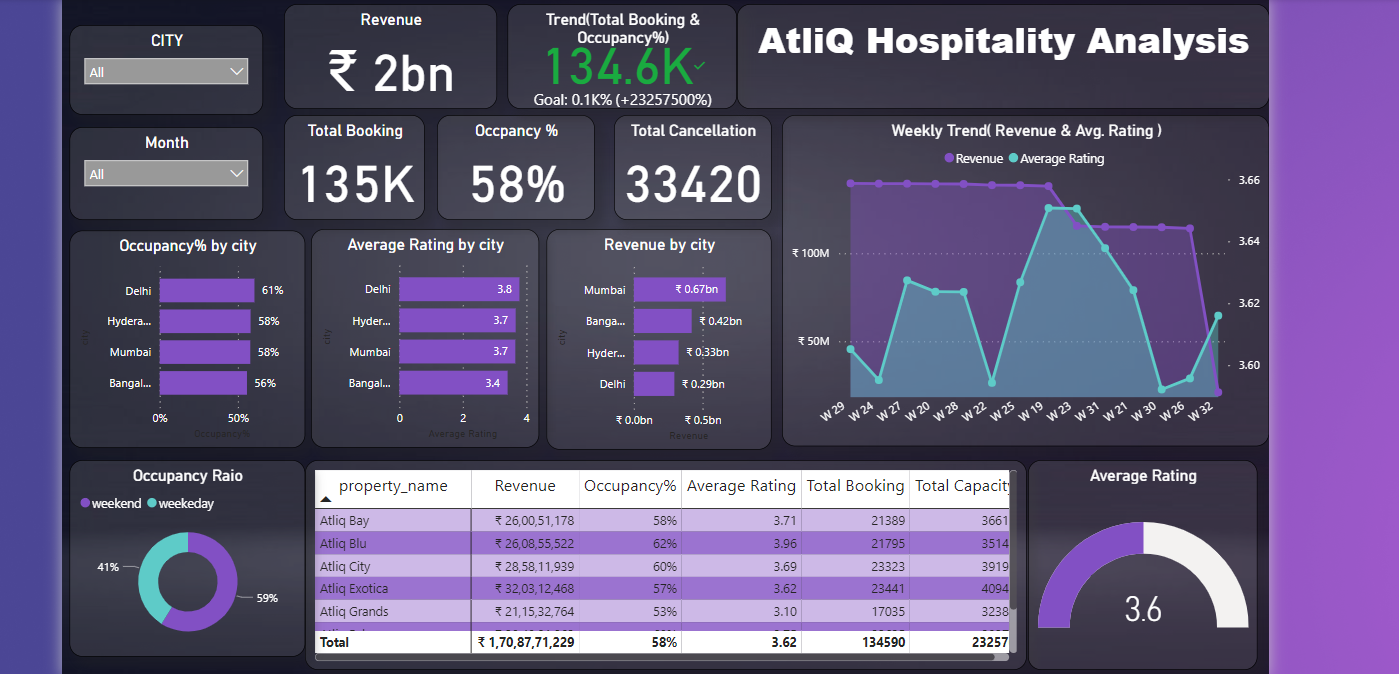 CITY
All
Month
All
Revenue
₹ 2bn
Trend(Total Booking &
Occupancy%)
134.6K
Goal: 0.1K% (+23257500%)
AtliQ Hospitality Analysis
Total Booking
135K
Occpancy %
58%
Total Cancellation
33420
Weekly Trend( Revenue & Avg. Rating )
Revenue Average Rating
3.66
3.64
3.62
3.60
₹ 100M
₹ 50M
W 29 W 24 W 27 W 20 W 28 W 22 W 25 W 19 W 23 W 31 W 21 W 30 W 26 W 32
Occupancy% by city
city
Delhi 61%
Hydera... 58%
Mumbai 58%
Bangal... 56%
0% 50%
Occupancy%
Average Rating by city
city
Delhi 3.8
Hyder... 3.7
Mumbai 3.7
Bangal... 3.4
0 2 4
Average Rating
Revenue by city
city
Mumbai ₹ 0.67bn
Banga... ₹ 0.42bn
Hyder... ₹ 0.33bn
Delhi ₹ 0.29bn
₹ 0.0bn ₹ 0.5bn
Revenue
Occupancy Raio
weekend weekeday
41%
59%
property_name Revenue Occupancy% Average Rating Total Booking Total Capacity
Atliq Bay ₹ 26,00,51,178 58% 3.71 21389 3661
Atliq Blu ₹ 26,08,55,522 62% 3.96 21795 3514
Atliq City ₹ 28,58,11,939 60% 3.69 23323 3919
Atliq Exotica ₹ 32,03,12,468 57% 3.62 23441 4094
Atliq Grands ₹ 21,15,32,764 53% 3.10 17035 3238
Total ₹ 1,70,87,71,229 58% 3.62 134590 23257
Average Rating
3.6